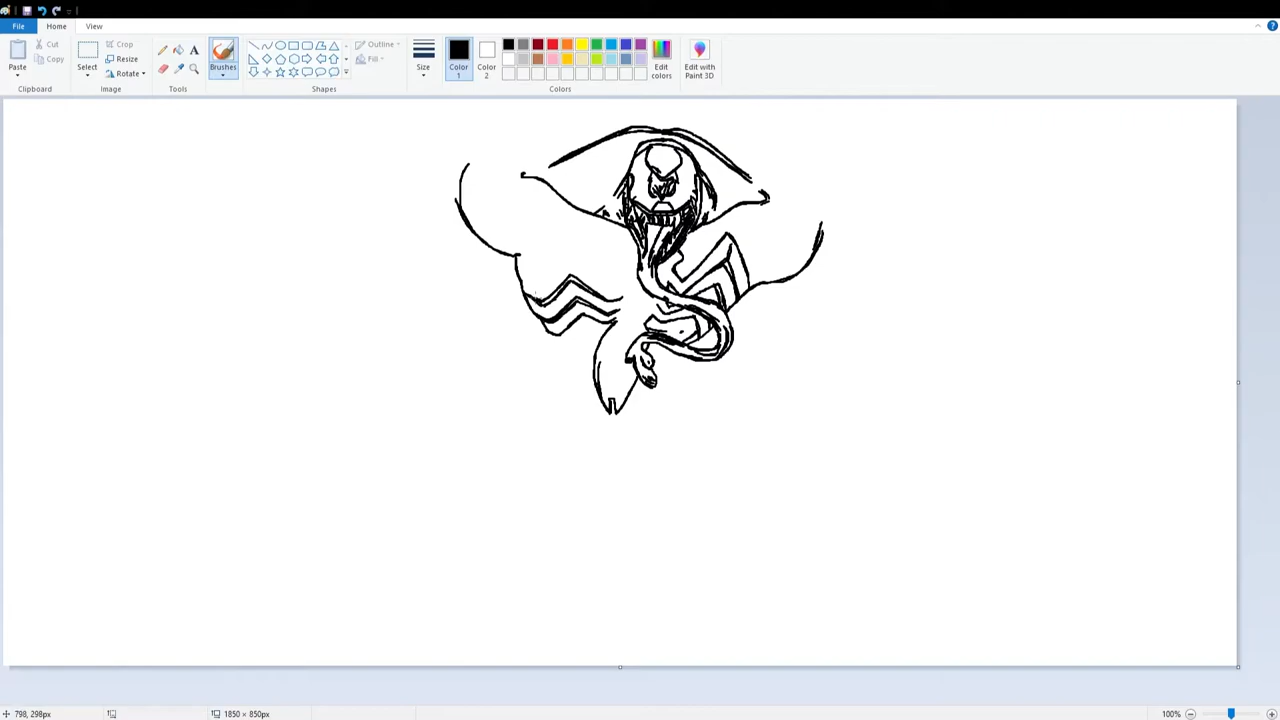 File Home View
Paste Cut Copy Clipboard
Select Crop Resize Rotate Image
A Tools
Brushes
Shapes Outline Fill
Size
Color 1 Color 2 Edit colors Colors
Edit with Paint 3D
798, 298px 1850 × 850px 100%